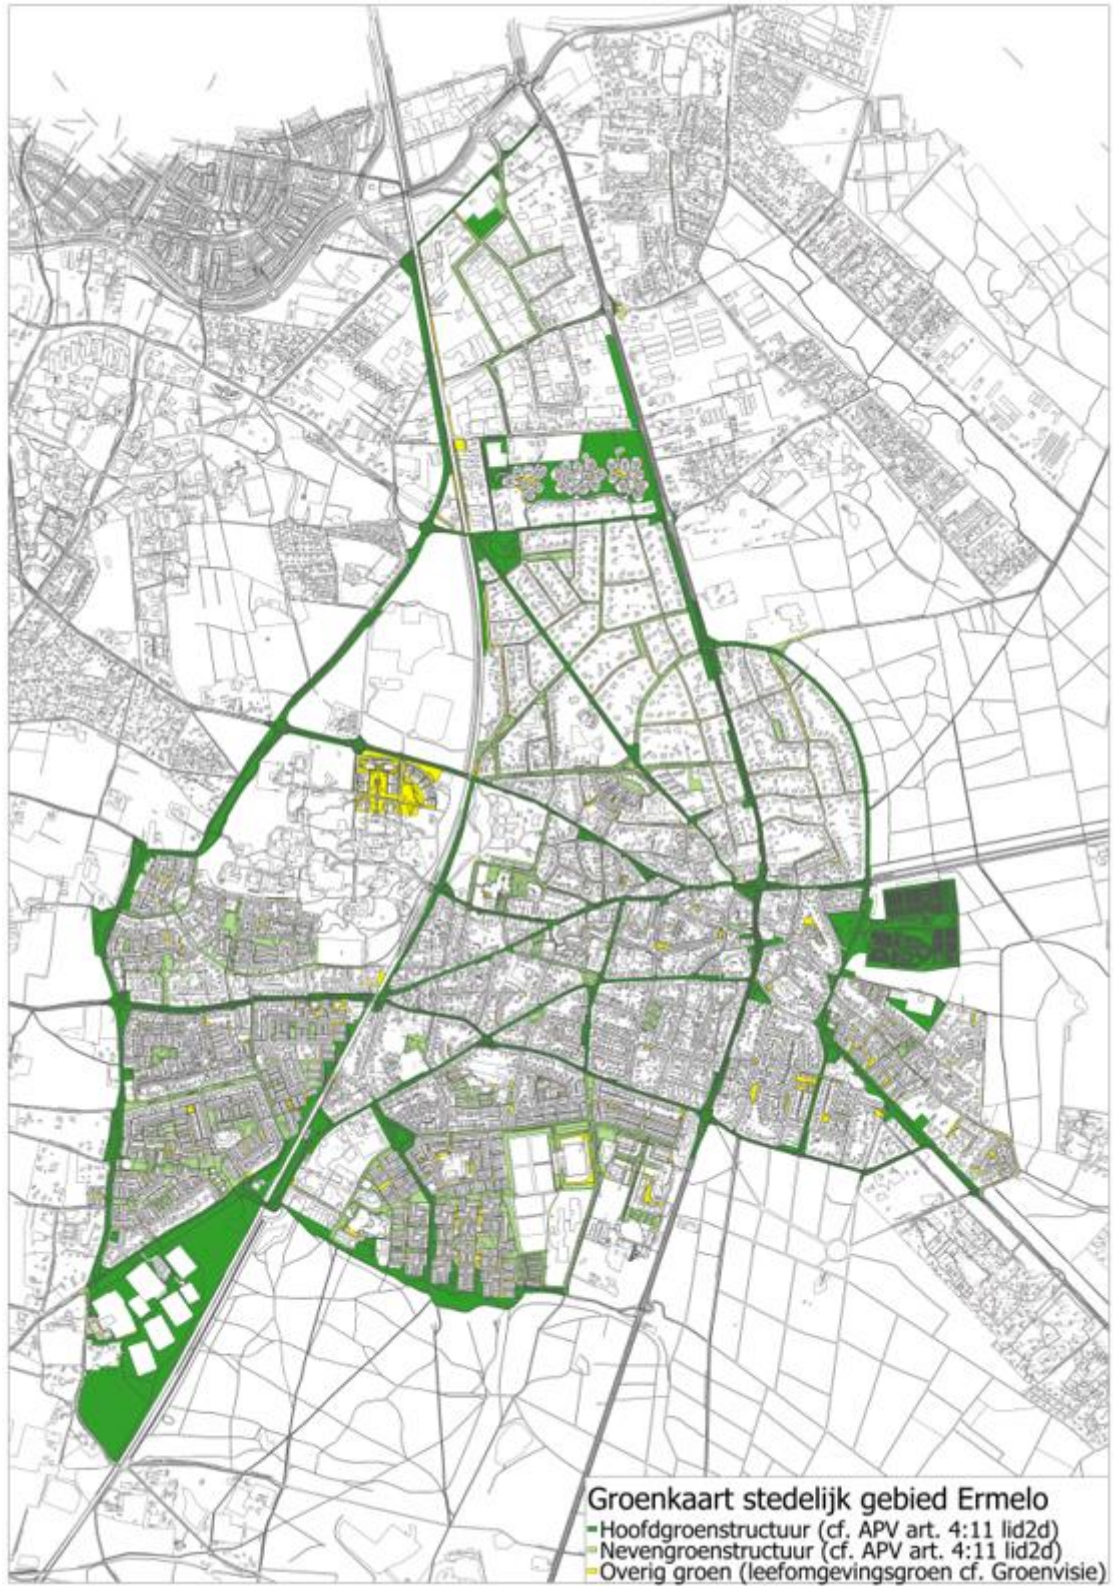 Groenkaart stedelijk gebied Ermelo
Hoofdgroenstructuur (cf. APV art. 4:11 lid2d)
Nevengroenstructuur (cf. APV art. 4:11 lid2d)
Overig groen (leefomgevingsgroen cf. Groenvisie)